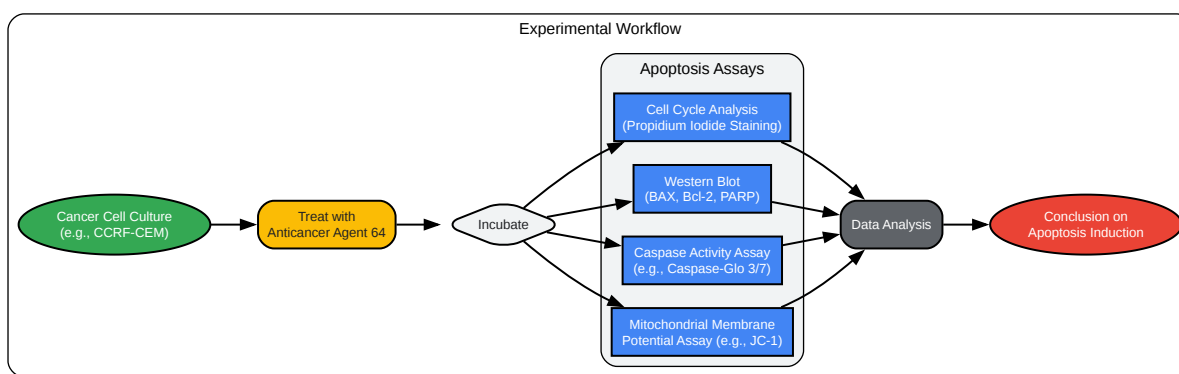 Experimental Workflow
Apoptosis Assays
Cell Cycle Analysis
(Propidium Iodide Staining)
Western Blot
(BAX, Bcl-2, PARP)
Cancer Cell Culture
(e.g., CCRF-CEM)
Treat with
Anticancer Agent 64
Incubate
Caspase Activity Assay
(e.g., Caspase-Glo 3/7)
Mitochondrial Membrane
Potential Assay (e.g., JC-1)
Data Analysis
Conclusion on
Apoptosis Induction